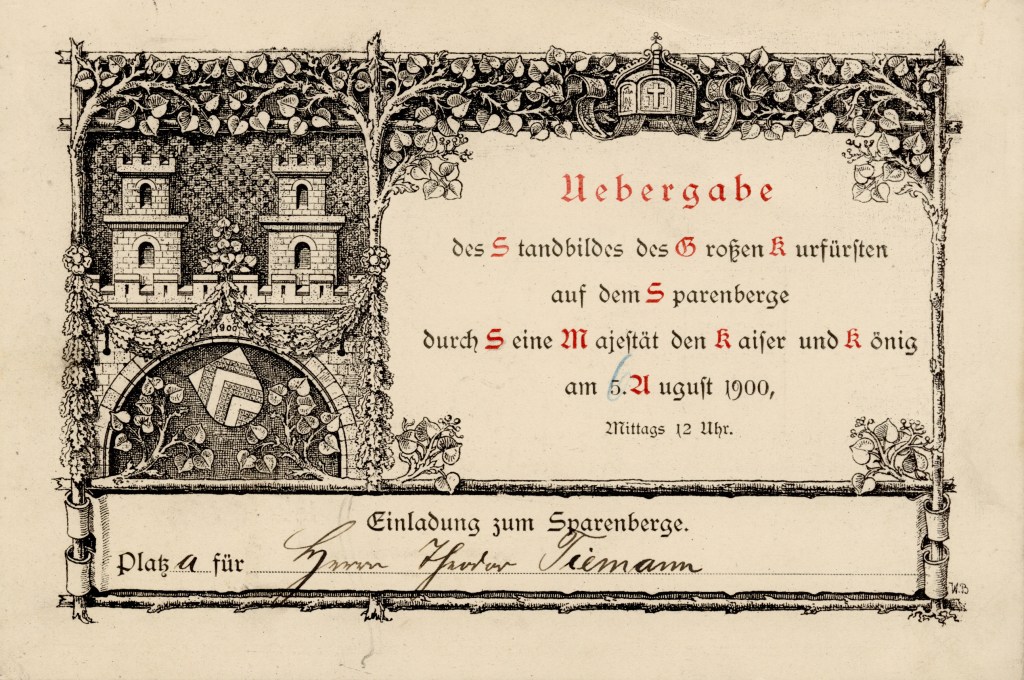 Uebergabe
des Standbildes des Großen Kurfürsten
auf dem Sparenberge
durch Seine Majestät den Kaiser und König
am 5. 6 August 1900,
Mittags 12 Uhr.
1900
Einladung zum Sparenberge.
Platz a für Herrn Theodor Tiemann
W.B